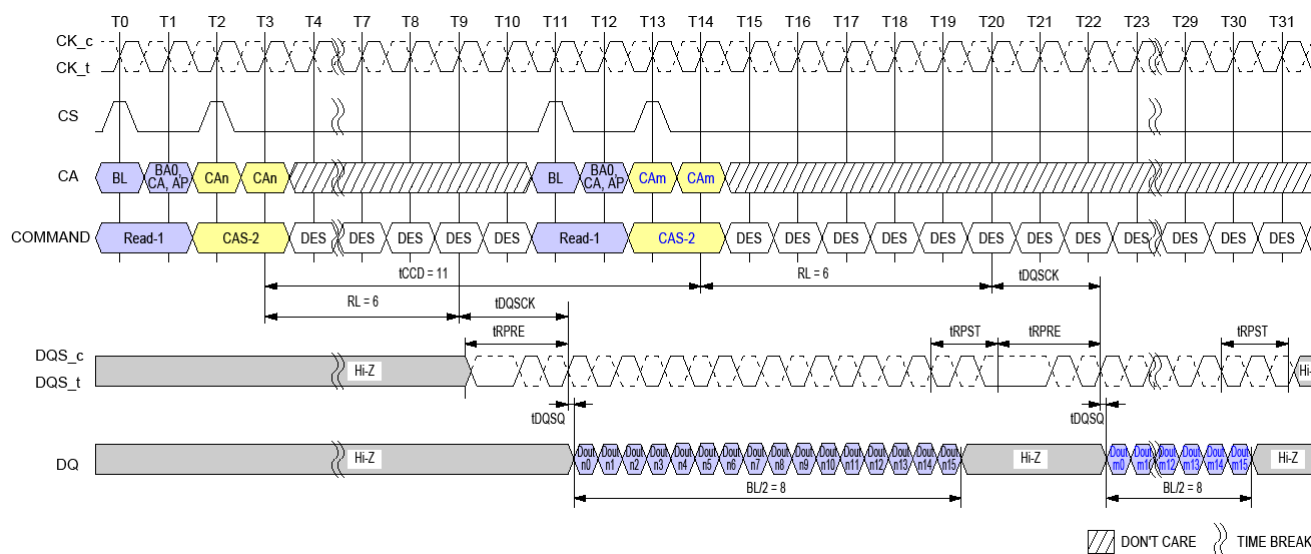 T0 T1 T2 T3 T4 T7 T8 T9 T10 T11 T12 T13 T14 T15 T16 T17 T18 T19 T20 T21 T22 T23 T29 T30 T31
CK_c
CK_t
CS
CA BL BA0, CA, AP CAn CAn BL BA0, CA, AP CAm CAm
COMMAND Read-1 CAS-2 DES DES DES DES DES Read-1 CAS-2 DES DES DES DES DES DES DES DES DES DES DES DES
tCCD = 11 RL = 6 tDQSCK
RL = 6 tDQSCK
tRPRE tRPST tRPRE tRPST
DQS_c
DQS_t
Hi-Z Hi-
tDQSQ tDQSQ
DQ Hi-Z Dout n0 Dout n1 Dout n2 Dout n3 Dout n4 Dout n5 Dout n6 Dout n7 Dout n8 Dout n9 Dout n10 Dout n11 Dout n12 Dout n13 Dout n14 Dout n15 Hi-Z Dout m0 Dout m1 Dout m12 Dout m13 Dout m14 Dout m15 Hi-Z
BL/2 = 8 BL/2 = 8
DON'T CARE TIME BREAK